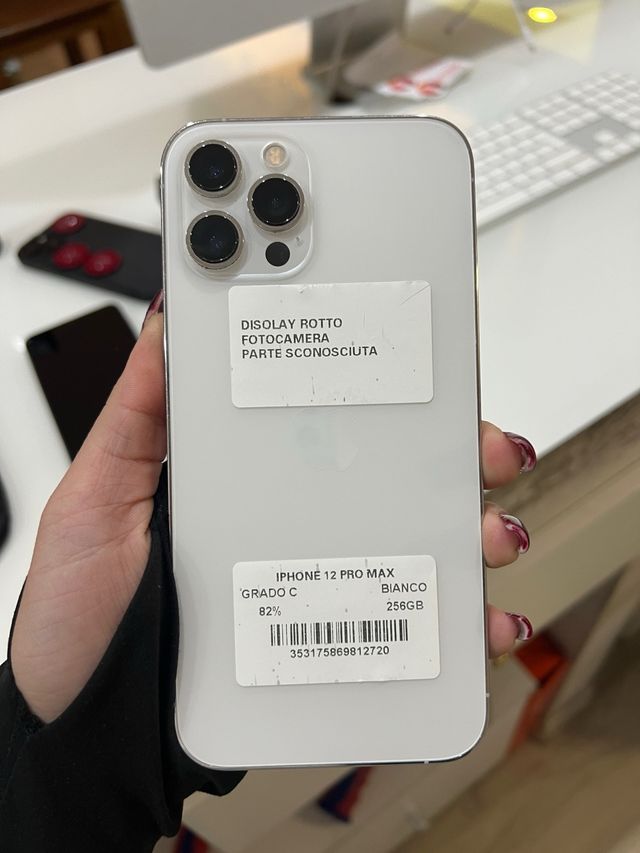 DISOLAY ROTTO
FOTOCAMERA
PARTE SCONOSCIUTA
IPHONE 12 PRO MAX
GRADO C BIANCO
82% 256GB
353175869812720